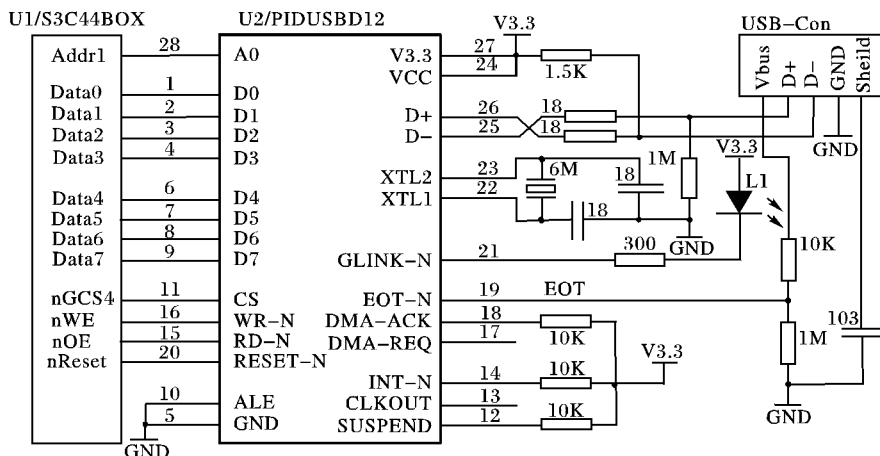 U1/S3C44BOX U2/PIDUSBD12 V3.3 USB-Con
Addr1 28 A0 V3.3 27 Vbus D+ D- GND Sheild
VCC 24 1.5K
Data0 1 D0
Data1 2 D1 D+ 26 18
Data2 3 D2 D- 25 18 GND
Data3 4 D3 V3.3
XTL2 23 6M 18 1M L1
Data4 6 D4 XTL1 22 18
Data5 7 D5
Data6 8 D6 GND
Data7 9 D7 GLINK-N 21 300 10K
nGCS4 11 CS EOT-N 19 EOT
nWE 16 WR-N DMA-ACK 18 10K 103
nOE 15 RD-N DMA-REQ 17 1M
nReset 20 RESET-N V3.3
INT-N 14 10K
10 ALE CLKOUT 13
5 GND SUSPEND 12 10K GND
GND